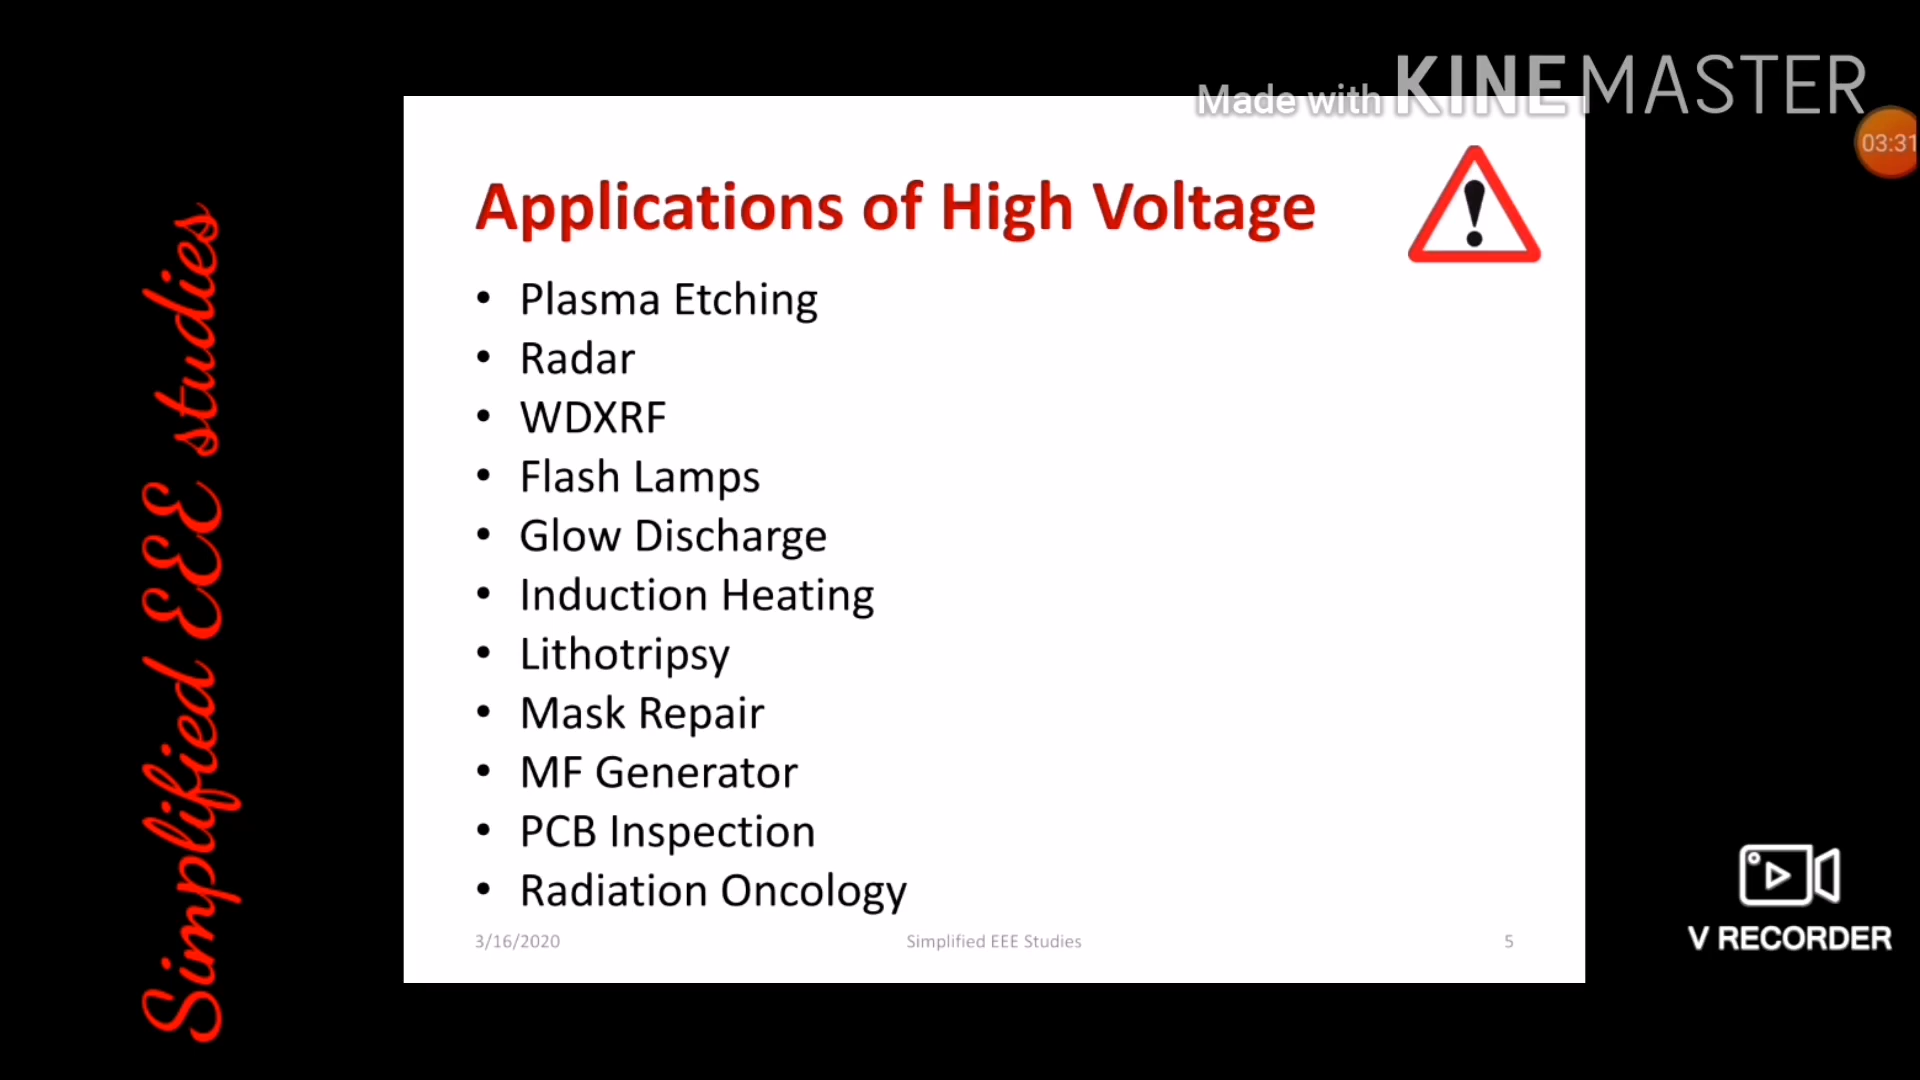 Made with KINEMASTER
03:31
Applications of High Voltage
• Plasma Etching
• Radar
• WDXRF
• Flash Lamps
• Glow Discharge
• Induction Heating
• Lithotripsy
• Mask Repair
• MF Generator
• PCB Inspection
• Radiation Oncology
3/16/2020 Simplified EEE Studies 5
Simplified EEE studies
V RECORDER